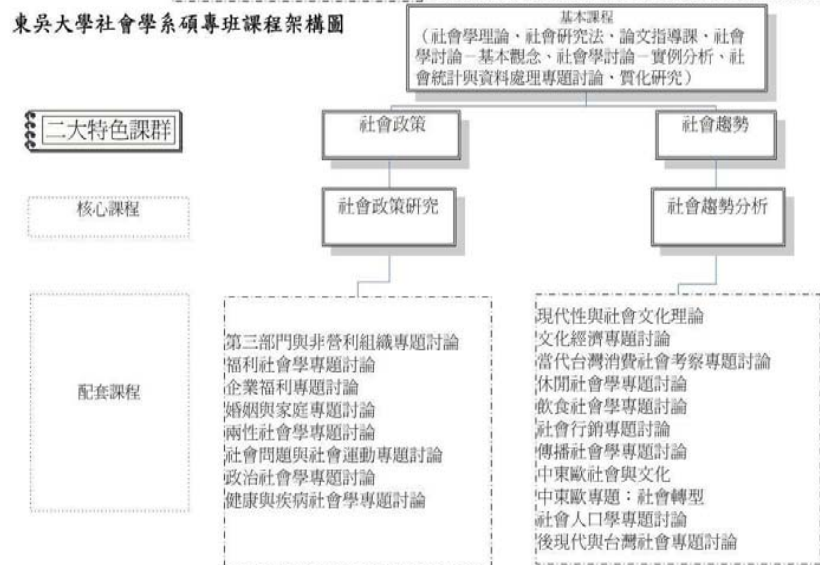 東吳大學社會學系碩專班課程架構圖
基本課程
（社會學理論、社會研究法、論文指導課、社會
學討論－基本觀念、社會學討論－實例分析、社
會統計與資料處理專題討論、質化研究）
二大特色課群
社會政策
社會趨勢
核心課程
社會政策研究
社會趨勢分析
配套課程
第三部門與非營利組織專題討論
福利社會學專題討論
企業福利專題討論
婚姻與家庭專題討論
兩性社會學專題討論
社會問題與社會運動專題討論
政治社會學專題討論
健康與疾病社會學專題討論
現代性與社會文化理論
文化經濟專題討論
當代台灣消費社會考察專題討論
休閒社會學專題討論
飲食社會學專題討論
社會行銷專題討論
傳播社會學專題討論
中東歐社會與文化
中東歐專題：社會轉型
社會人口學專題討論
後現代與台灣社會專題討論